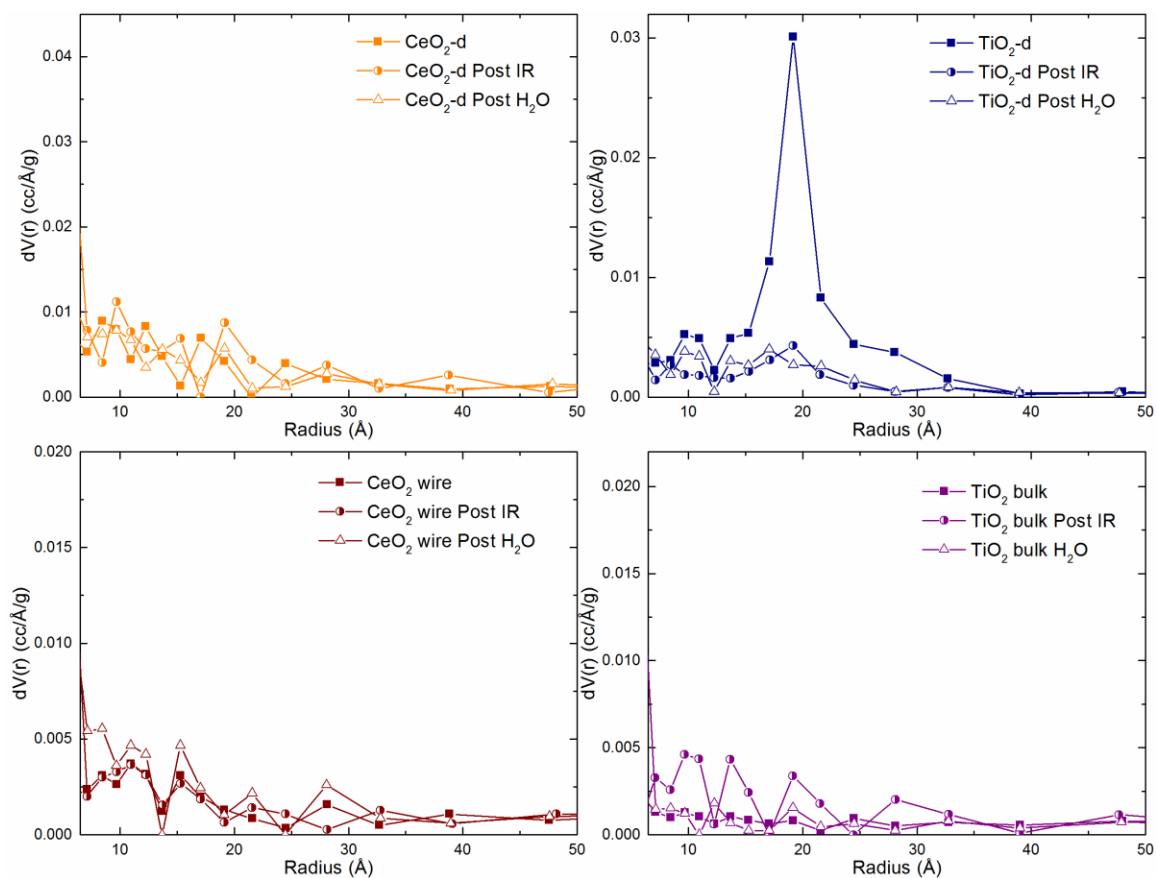 0.04
0.03
0.02
0.01
0.00
dV(r) (cc/Å/g)
CeO₂-d
CeO₂-d Post IR
CeO₂-d Post H₂O
10 20 30 40 50
Radius (Å)
0.03
0.02
0.01
0.00
dV(r) (cc/Å/g)
TiO₂-d
TiO₂-d Post IR
TiO₂-d Post H₂O
10 20 30 40 50
Radius (Å)
0.020
0.015
0.010
0.005
0.000
dV(r) (cc/Å/g)
CeO₂ wire
CeO₂ wire Post IR
CeO₂ wire Post H₂O
10 20 30 40 50
Radius (Å)
0.020
0.015
0.010
0.005
0.000
dV(r) (cc/Å/g)
TiO₂ bulk
TiO₂ bulk Post IR
TiO₂ bulk H₂O
10 20 30 40 50
Radius (Å)